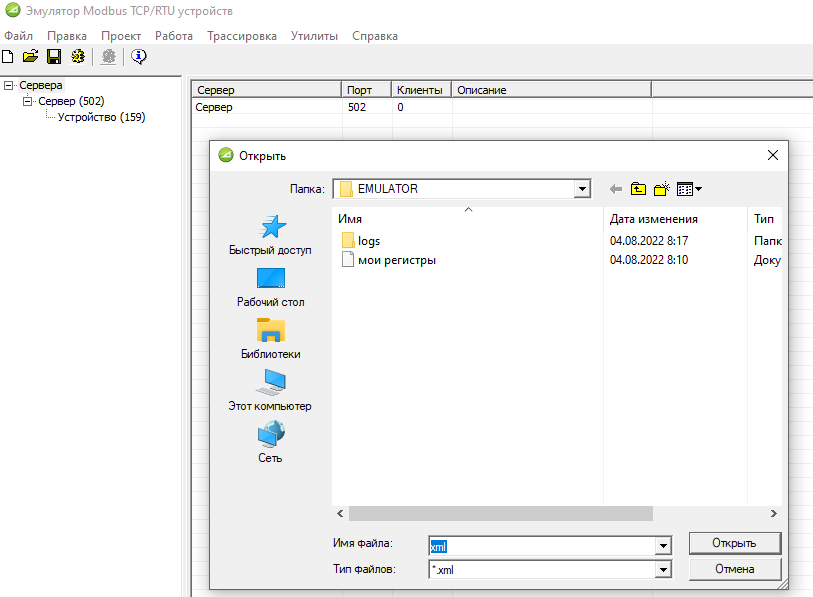 Эмулятор Modbus TCP/RTU устройств
Файл Правка Проект Работа Трассировка Утилиты Справка
Сервера
Сервер (502)
Устройство (159)
Сервер Порт Клиенты Описание
Сервер 502 0
Открыть
Папка: EMULATOR
Быстрый доступ
Рабочий стол
Библиотеки
Этот компьютер
Сеть
Имя Дата изменения Тип
logs 04.08.2022 8:17 Папк
мои регистры 04.08.2022 8:10 Доку
Имя файла: xml Открыть
Тип файлов: *.xml Отмена